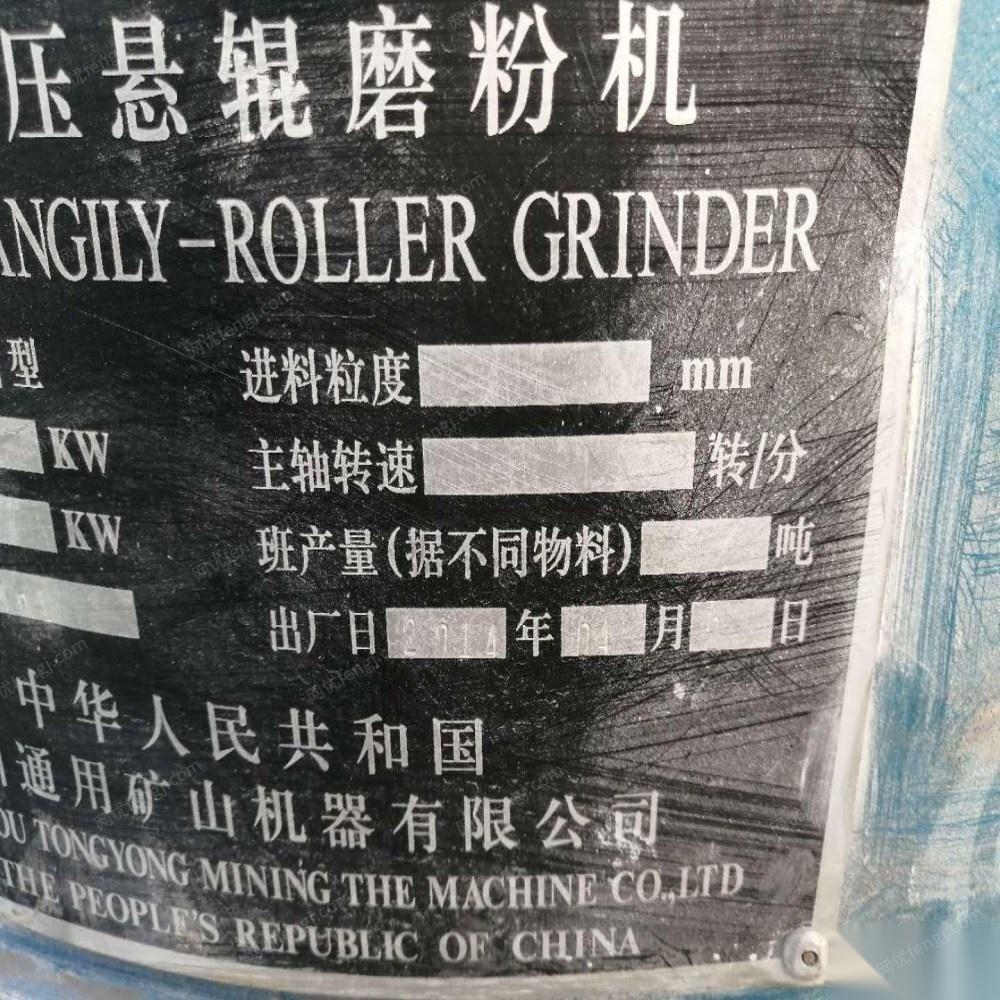 压悬辊磨粉机
ANGILY-ROLLER GRINDER
型 进料粒度 mm
KW 主轴转速 转/分
KW 班产量(据不同物料) 吨
出厂日 2014 年 04 月 日
中华人民共和国
通用矿山机器有限公司
OU TONGYONG MINING THE MACHINE CO.,LTD
THE PEOPLE'S REPUBLIC OF CHINA